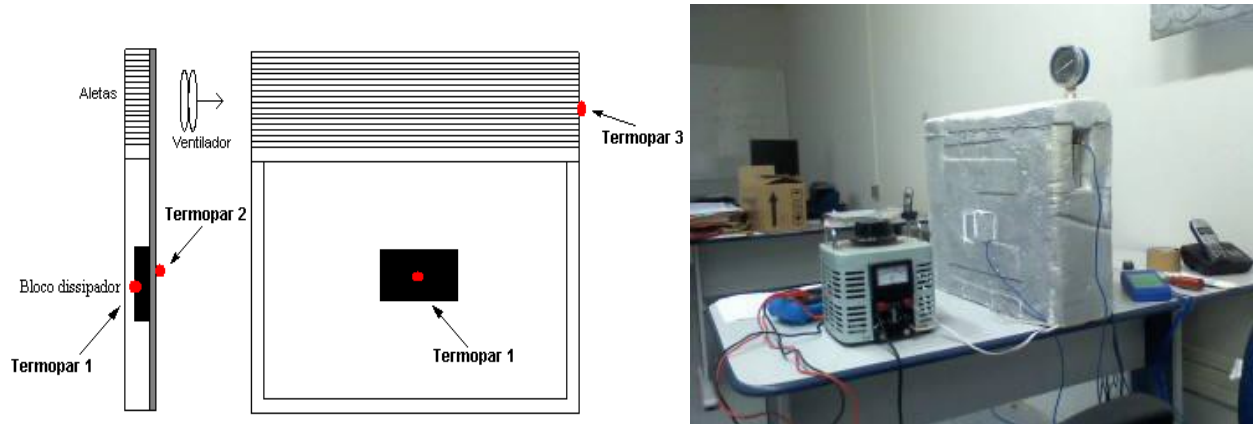 Aletas
Ventilador
Termopar 3
Termopar 2
Bloco dissipador
Termopar 1
Termopar 1